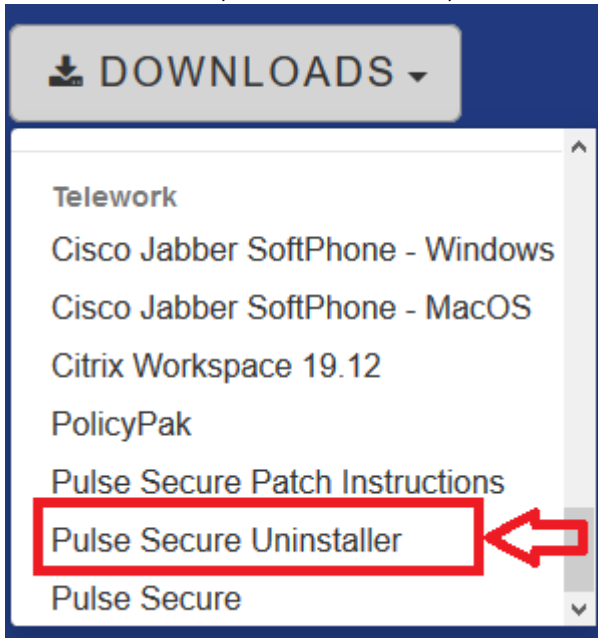 DOWNLOADS
Telework
Cisco Jabber SoftPhone - Windows
Cisco Jabber SoftPhone - MacOS
Citrix Workspace 19.12
PolicyPak
Pulse Secure Patch Instructions
Pulse Secure Uninstaller
Pulse Secure